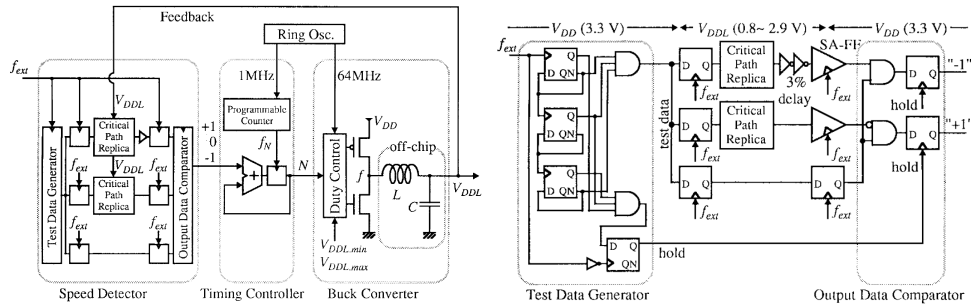 Feedback
Ring Osc.
f_ext
V_DDL
1MHz
64MHz
Programmable Counter
f_N
Critical Path Replica
V_DDL
f_ext
f_ext
Critical Path Replica
f_ext
f_ext
Test Data Generator
Output Data Comparator
+1
0
-1
+
N
Duty Control
V_DD
f
off-chip
L
C
V_DDL
V_DDL.min
V_DDL.max
Speed Detector
Timing Controller
Buck Converter
V_DD (3.3 V)
V_DDL (0.8~ 2.9 V)
V_DD (3.3 V)
f_ext
Q
D QN
Q
D QN
Q
D QN
D Q
QN
test data
D Q
f_ext
Critical Path Replica
3% delay
SA-FF
f_ext
D Q
"-1"
hold
D Q
f_ext
Critical Path Replica
f_ext
D Q
"+1"
hold
D Q
f_ext
D Q
f_ext
hold
Test Data Generator
Output Data Comparator